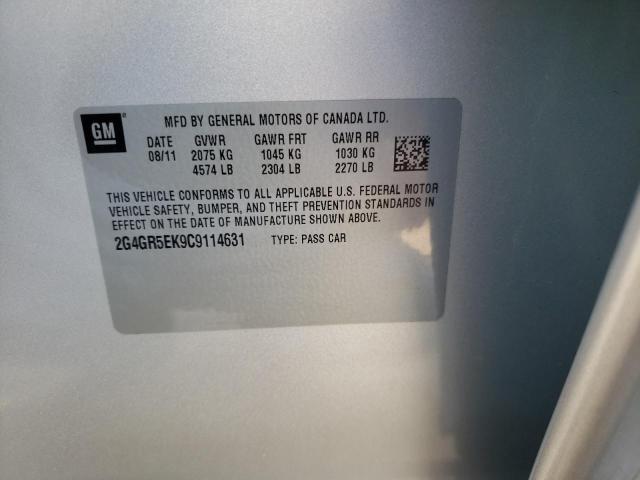 GM
MFD BY GENERAL MOTORS OF CANADA LTD.
DATE GVWR GAWR FRT GAWR RR
08/11 2075 KG 1045 KG 1030 KG
4574 LB 2304 LB 2270 LB
THIS VEHICLE CONFORMS TO ALL APPLICABLE U.S. FEDERAL MOTOR
VEHICLE SAFETY, BUMPER, AND THEFT PREVENTION STANDARDS IN
EFFECT ON THE DATE OF MANUFACTURE SHOWN ABOVE.
2G4GR5EK9C9114631 TYPE: PASS CAR